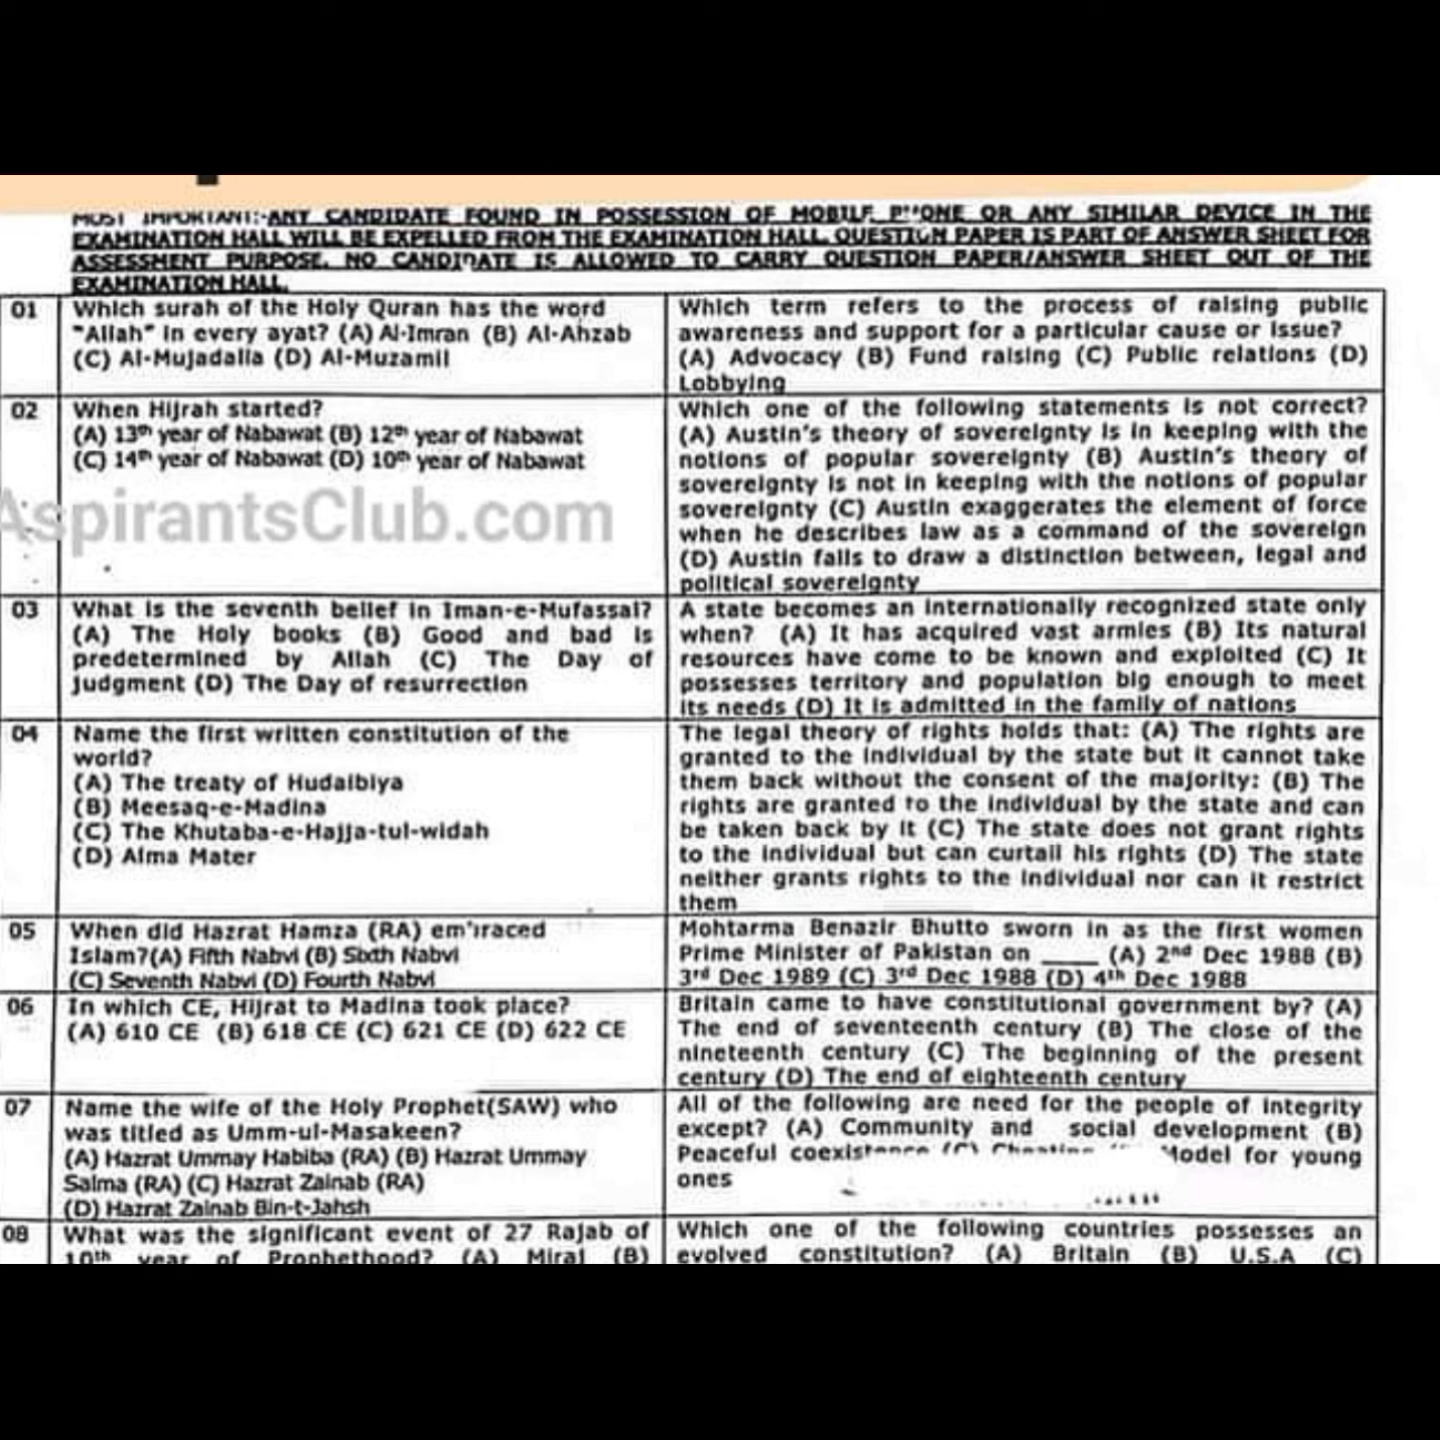 MOST IMPORTANT:-ANY CANDIDATE FOUND IN POSSESSION OF MOBILE P""ONE OR ANY SIMILAR DEVICE IN THE
EXAMINATION HALL WILL BE EXPELLED FROM THE EXAMINATION HALL. QUESTION PAPER IS PART OF ANSWER SHEET FOR
ASSESSMENT PURPOSE. NO CANDIDATE IS ALLOWED TO CARRY QUESTION PAPER/ANSWER SHEET OUT OF THE
EXAMINATION HALL.
01
Which surah of the Holy Quran has the word
"Allah" in every ayat? (A) Al-Imran (B) Al-Ahzab
(C) Al-Mujadalia (D) Al-Muzamil
Which term refers to the process of raising public
awareness and support for a particular cause or issue?
(A) Advocacy (B) Fund raising (C) Public relations (D)
Lobbying
02
When Hijrah started?
(A) 13th year of Nabawat (B) 12th year of Nabawat
(C) 14th year of Nabawat (D) 10th year of Nabawat
AspirantsClub.com
Which one of the following statements is not correct?
(A) Austin's theory of sovereignty is in keeping with the
notions of popular sovereignty (B) Austin's theory of
sovereignty is not in keeping with the notions of popular
sovereignty (C) Austin exaggerates the element of force
when he describes law as a command of the sovereign
(D) Austin fails to draw a distinction between, legal and
political sovereignty
03
What is the seventh belief in Iman-e-Mufassal?
(A) The Holy books (B) Good and bad is
predetermined by Allah (C) The Day of
Judgment (D) The Day of resurrection
A state becomes an internationally recognized state only
when? (A) It has acquired vast armies (B) Its natural
resources have come to be known and exploited (C) It
possesses territory and population big enough to meet
its needs (D) It is admitted in the family of nations
04
Name the first written constitution of the
world?
(A) The treaty of Hudaibiya
(B) Meesaq-e-Madina
(C) The Khutaba-e-Hajja-tul-widah
(D) Alma Mater
The legal theory of rights holds that: (A) The rights are
granted to the individual by the state but it cannot take
them back without the consent of the majority: (B) The
rights are granted to the individual by the state and can
be taken back by it (C) The state does not grant rights
to the individual but can curtail his rights (D) The state
neither grants rights to the individual nor can it restrict
them
05
When did Hazrat Hamza (RA) em'raced
Islam?(A) Fifth Nabvi (B) Sixth Nabvi
(C) Seventh Nabvi (D) Fourth Nabvi
Mohtarma Benazir Bhutto sworn in as the first women
Prime Minister of Pakistan on ____ (A) 2nd Dec 1988 (B)
3rd Dec 1989 (C) 3rd Dec 1988 (D) 4th Dec 1988
06
In which CE, Hijrat to Madina took place?
(A) 610 CE (B) 618 CE (C) 621 CE (D) 622 CE
Britain came to have constitutional government by? (A)
The end of seventeenth century (B) The close of the
nineteenth century (C) The beginning of the present
century (D) The end of eighteenth century
07
Name the wife of the Holy Prophet(SAW) who
was titled as Umm-ul-Masakeen?
(A) Hazrat Ummay Habiba (RA) (B) Hazrat Ummay
Salma (RA) (C) Hazrat Zainab (RA)
(D) Hazrat Zainab Bin-t-Jahsh
All of the following are need for the people of integrity
except? (A) Community and social development (B)
Peaceful coexistence (C) Cheating Model for young
ones
08
What was the significant event of 27 Rajab of
10th year of Prophethood? (A) Miraj (B)
Which one of the following countries possesses an
evolved constitution? (A) Britain (B) U.S.A (C)